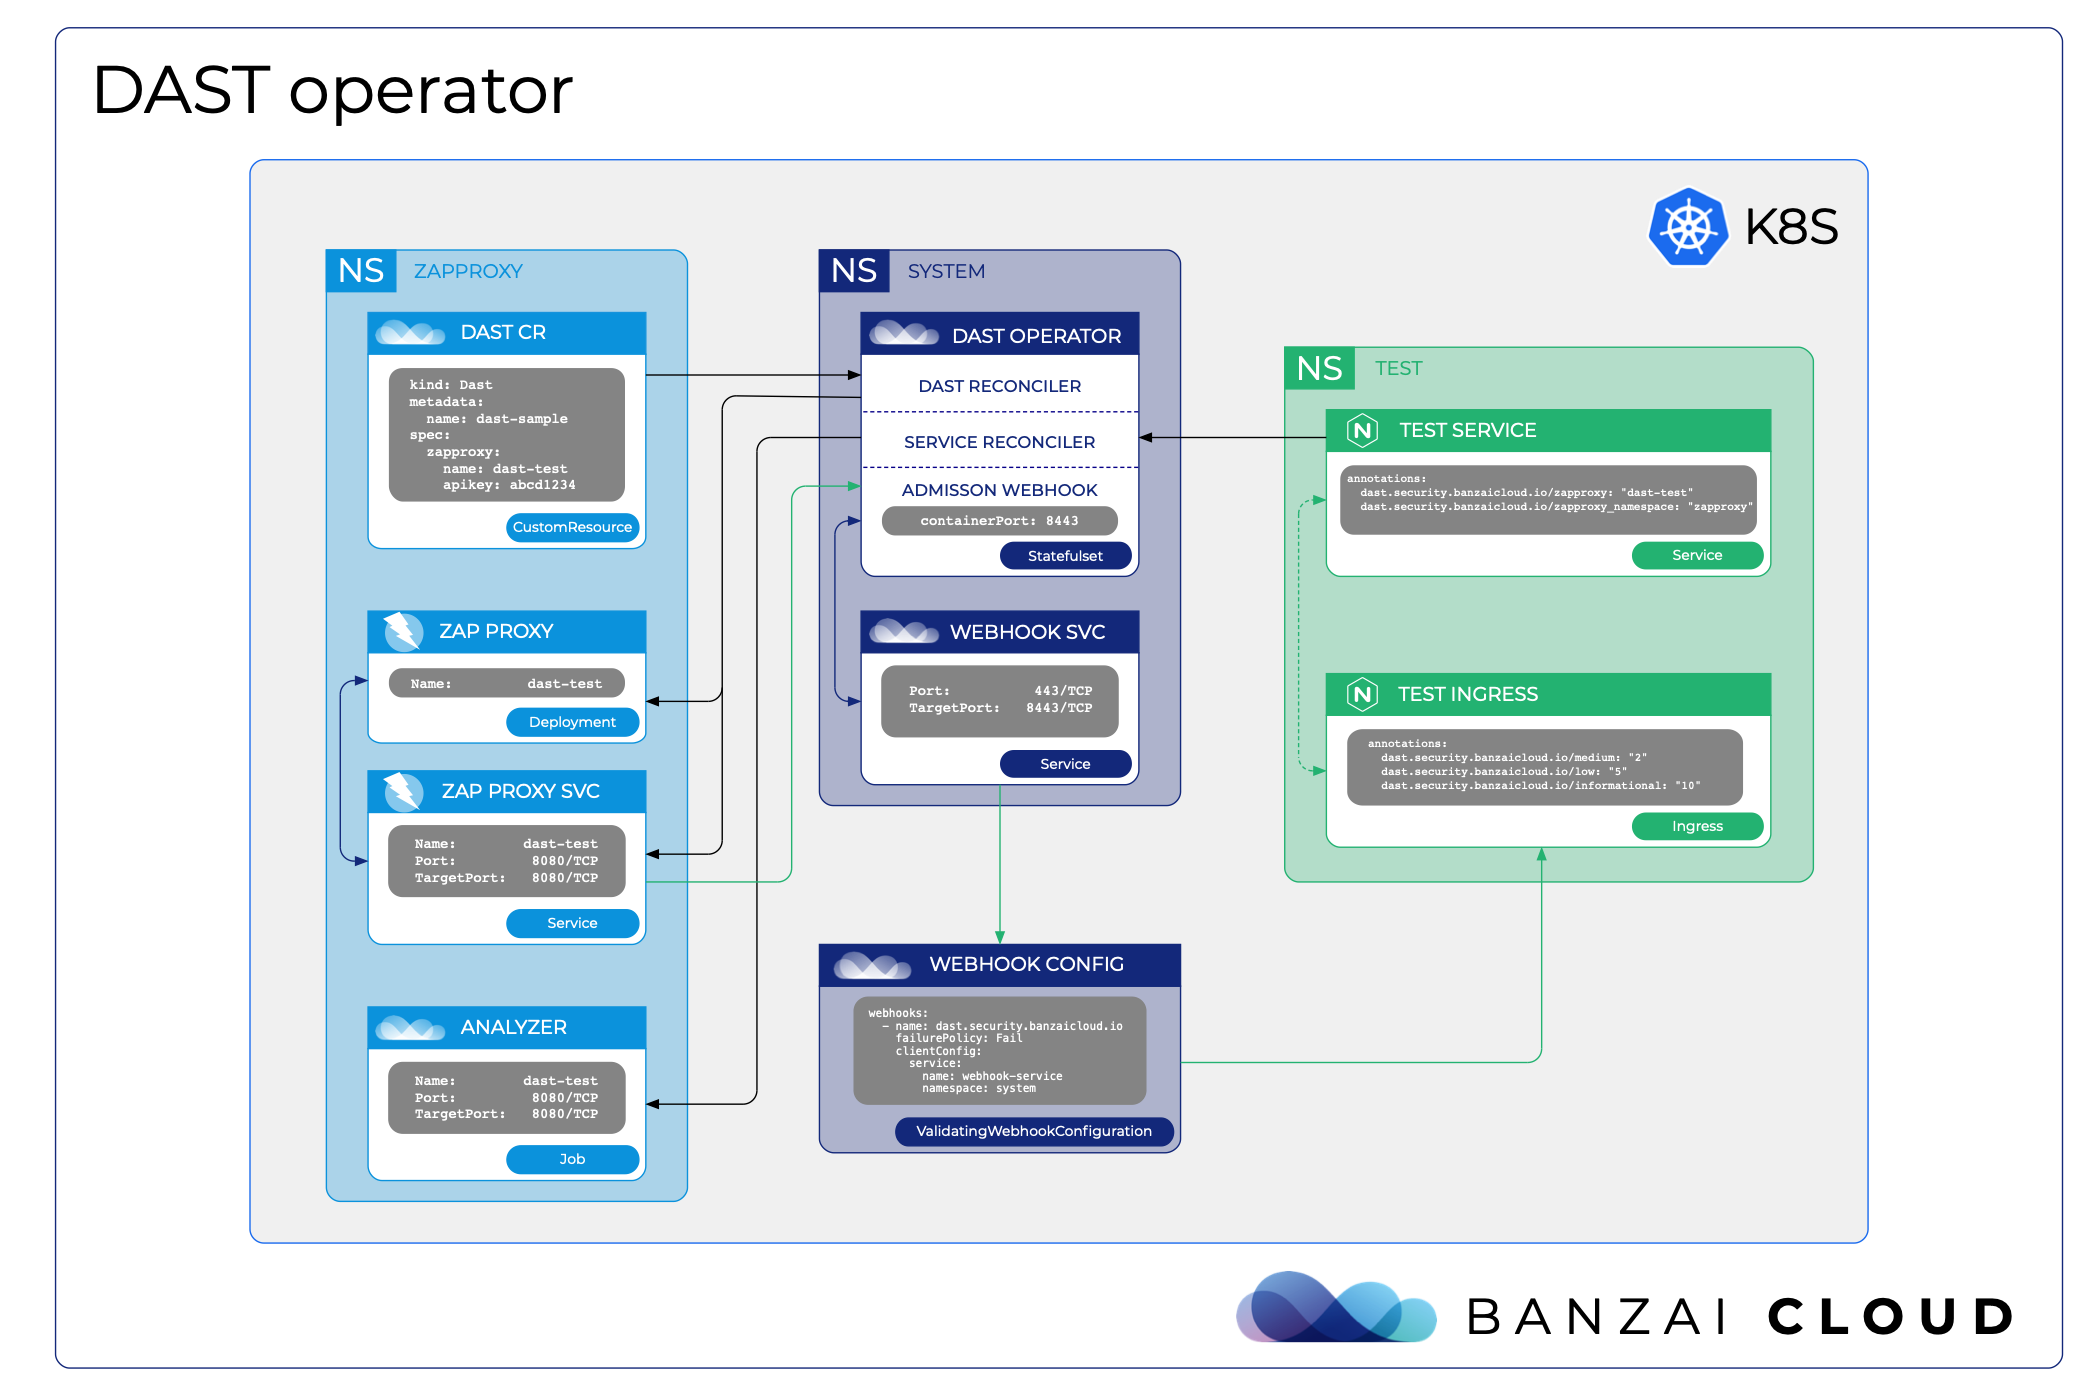 DAST operator
K8S
NS ZAPPROXY
DAST CR
kind: Dast
metadata:
  name: dast-sample
spec:
  zapproxy:
    name: dast-test
    apikey: abcd1234
CustomResource
ZAP PROXY
Name: dast-test
Deployment
ZAP PROXY SVC
Name: dast-test
Port: 8080/TCP
TargetPort: 8080/TCP
Service
ANALYZER
Name: dast-test
Port: 8080/TCP
TargetPort: 8080/TCP
Job
NS SYSTEM
DAST OPERATOR
DAST RECONCILER
SERVICE RECONCILER
ADMISSON WEBHOOK
containerPort: 8443
Statefulset
WEBHOOK SVC
Port: 443/TCP
TargetPort: 8443/TCP
Service
WEBHOOK CONFIG
webhooks:
  - name: dast.security.banzaicloud.io
    failurePolicy: Fail
    clientConfig:
      service:
        name: webhook-service
        namespace: system
ValidatingWebhookConfiguration
NS TEST
N TEST SERVICE
annotations:
  dast.security.banzaicloud.io/zapproxy: "dast-test"
  dast.security.banzaicloud.io/zapproxy_namespace: "zapproxy"
Service
N TEST INGRESS
annotations:
  dast.security.banzaicloud.io/medium: "2"
  dast.security.banzaicloud.io/low: "5"
  dast.security.banzaicloud.io/informational: "10"
Ingress
BANZAI CLOUD